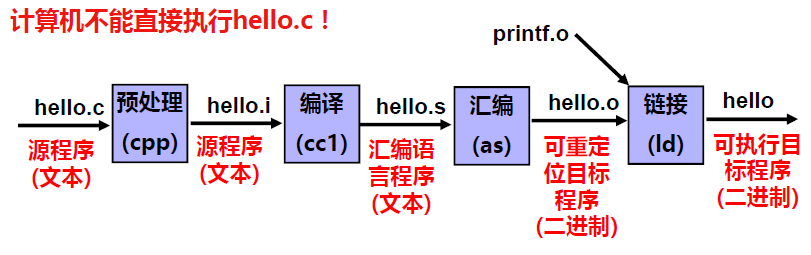 计算机不能直接执行hello.c！
printf.o
hello.c
预处理
(cpp)
hello.i
编译
(cc1)
hello.s
汇编
(as)
hello.o
链接
(ld)
hello
源程序
(文本)
源程序
(文本)
汇编语
言程序
(文本)
可重定
位目标
程序
(二进制)
可执行目
标程序
(二进制)